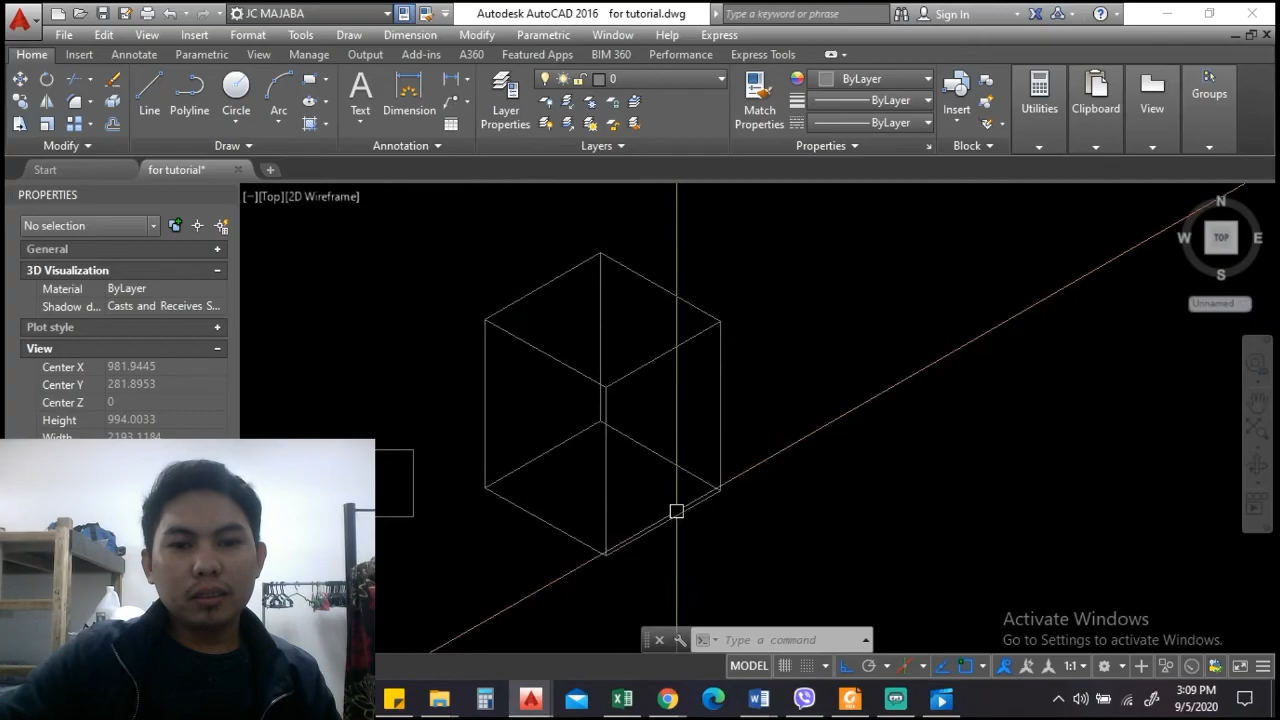 JC MAJABA
Autodesk AutoCAD 2016 for tutorial.dwg
Type a keyword or phrase
Sign In
File Edit View Insert Format Tools Draw Dimension Modify Parametric Window Help Express
Home Insert Annotate Parametric View Manage Output Add-ins A360 Featured Apps BIM 360 Performance Express Tools
Line Polyline Circle Arc Text Dimension
Layer Properties
0
Match Properties
ByLayer
ByLayer
ByLayer
Insert
Utilities Clipboard View Groups
Modify Draw Annotation Layers Properties Block
Start for tutorial*
PROPERTIES
[−][Top][2D Wireframe]
No selection
General
3D Visualization
Material ByLayer
Shadow d... Casts and Receives S...
Plot style
View
Center X 981.9445
Center Y 281.8953
Center Z 0
Height 994.0033
Width 2193.1184
N
W TOP E
S
Unnamed
Activate Windows
Go to Settings to activate Windows.
Type a command
MODEL 1:1
3:09 PM
9/5/2020